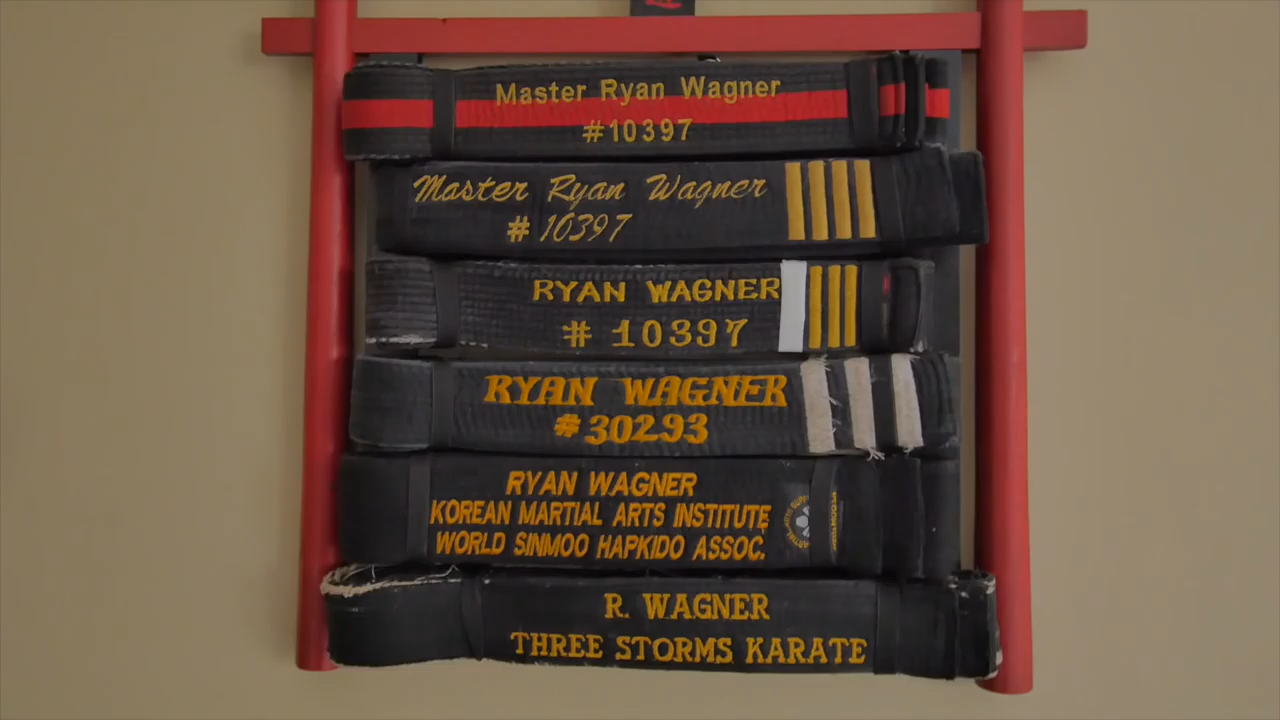 Master Ryan Wagner
#10397
Master Ryan Wagner
# 10397
RYAN WAGNER
# 10397
RYAN WAGNER
#30293
RYAN WAGNER
KOREAN MARTIAL ARTS INSTITUTE
WORLD SINMOO HAPKIDO ASSOC.
R. WAGNER
THREE STORMS KARATE